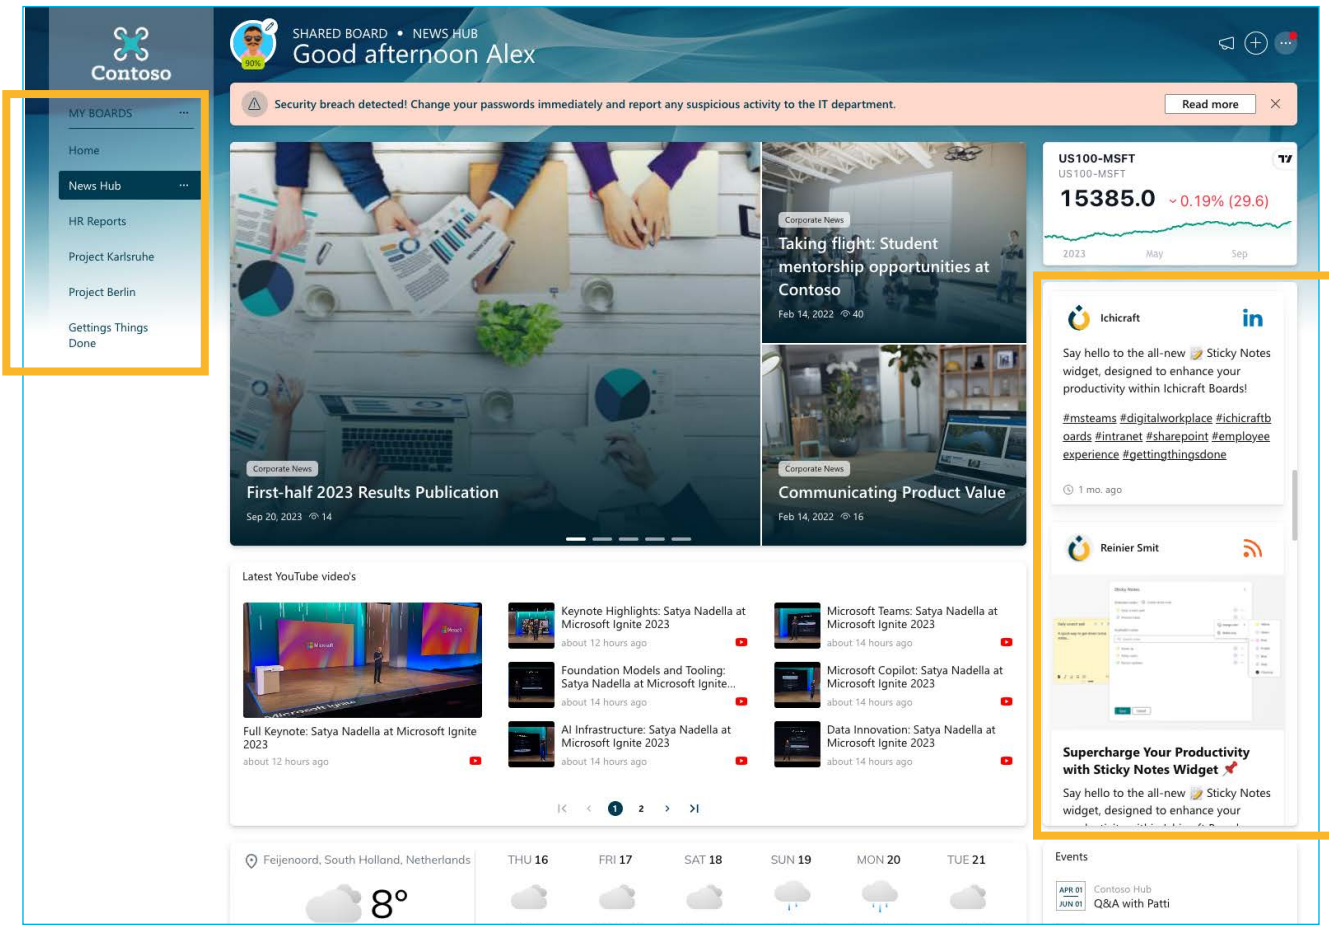 Contoso
90%
SHARED BOARD • NEWS HUB
Good afternoon Alex
MY BOARDS
Home
News Hub
HR Reports
Project Karlsruhe
Project Berlin
Gettings Things
Done
Security breach detected! Change your passwords immediately and report any suspicious activity to the IT department.
Read more
Corporate News
First-half 2023 Results Publication
Sep 20, 2023 14
Corporate News
Taking flight: Student
mentorship opportunities at
Contoso
Feb 14, 2022 40
Corporate News
Communicating Product Value
Feb 14, 2022 16
US100-MSFT
US100-MSFT
15385.0 0.19% (29.6)
2023 May Sep
Ichicraft
in
Say hello to the all-new 📝 Sticky Notes
widget, designed to enhance your
productivity within Ichicraft Boards!
#msteams #digitalworkplace #ichicraftb
oards #intranet #sharepoint #employee
experience #gettingthingsdone
1 mo. ago
Reinier Smit
Sticky Notes
Supercharge Your Productivity
with Sticky Notes Widget 📌
Say hello to the all-new 📝 Sticky Notes
widget, designed to enhance your
Latest YouTube video's
Full Keynote: Satya Nadella at Microsoft Ignite
2023
about 12 hours ago
Keynote Highlights: Satya Nadella at
Microsoft Ignite 2023
about 12 hours ago
Foundation Models and Tooling:
Satya Nadella at Microsoft Ignite...
about 14 hours ago
AI Infrastructure: Satya Nadella at
Microsoft Ignite 2023
about 14 hours ago
Microsoft Teams: Satya Nadella at
Microsoft Ignite 2023
about 14 hours ago
Microsoft Copilot: Satya Nadella at
Microsoft Ignite 2023
about 14 hours ago
Data Innovation: Satya Nadella at
Microsoft Ignite 2023
about 14 hours ago
1 2
Feijenoord, South Holland, Netherlands
8°
THU 16 FRI 17 SAT 18 SUN 19 MON 20 TUE 21
Events
APR 01
JUN 01
Contoso Hub
Q&A with Patti